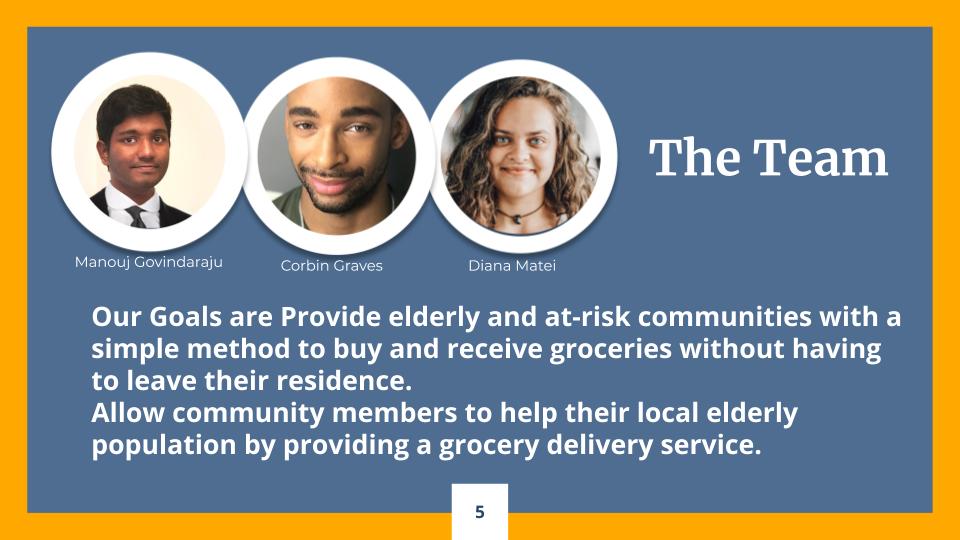 The Team
Manouj Govindaraju
Corbin Graves
Diana Matei
Our Goals are Provide elderly and at-risk communities with a
simple method to buy and receive groceries without having
to leave their residence.
Allow community members to help their local elderly
population by providing a grocery delivery service.
5